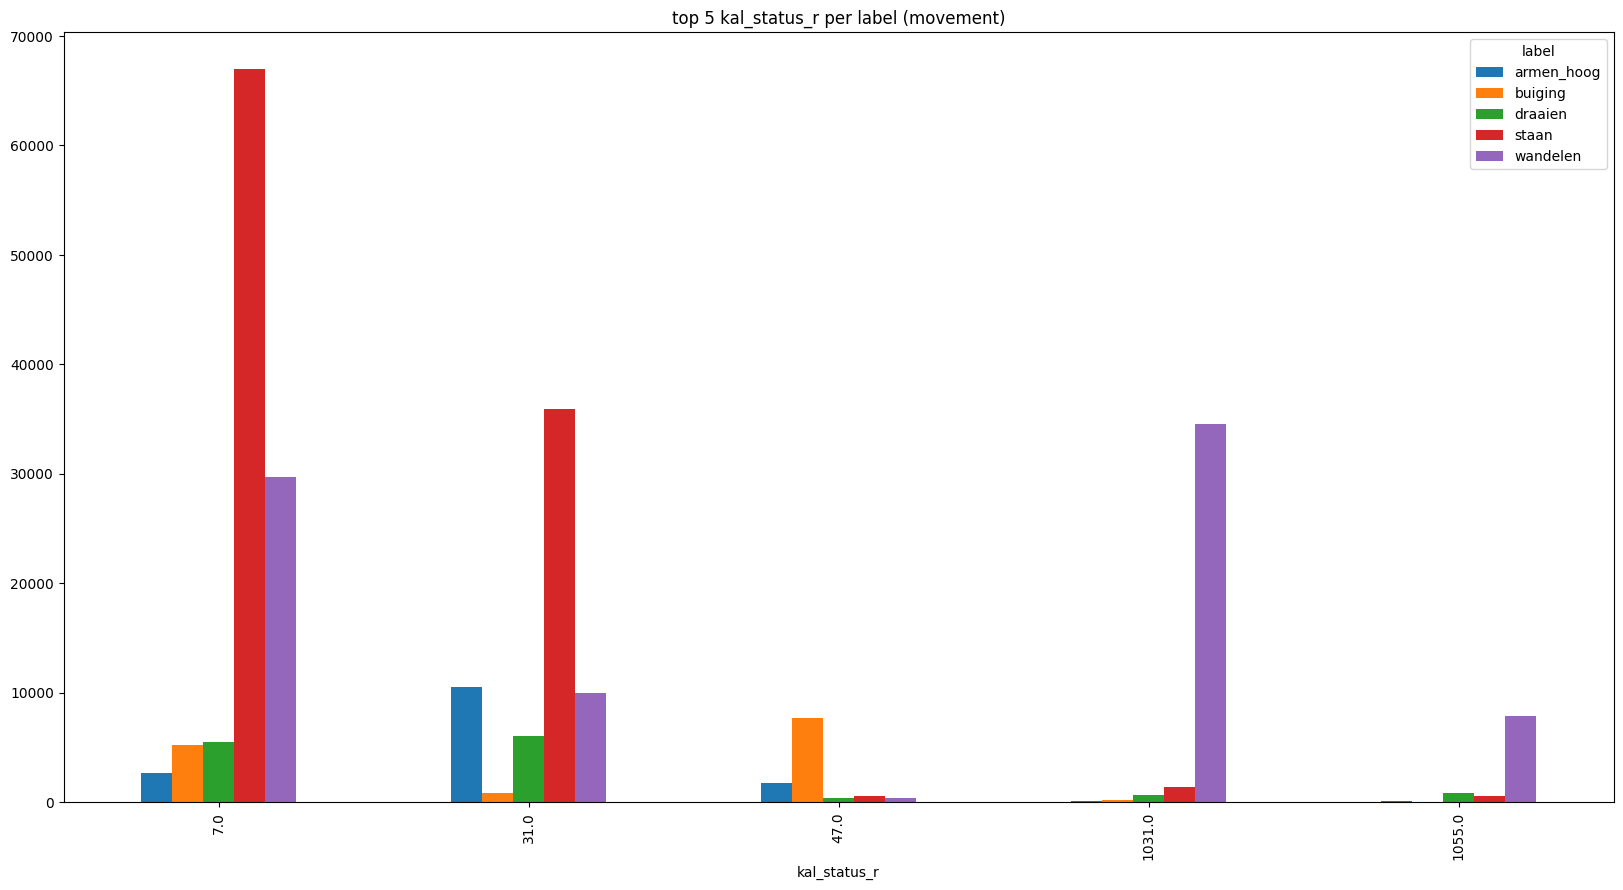 top 5 kal_status_r per label (movement)
70000
60000
50000
40000
30000
20000
10000
0
label
armen_hoog
buiging
draaien
staan
wandelen
7.0
31.0
47.0
1031.0
1055.0
kal_status_r